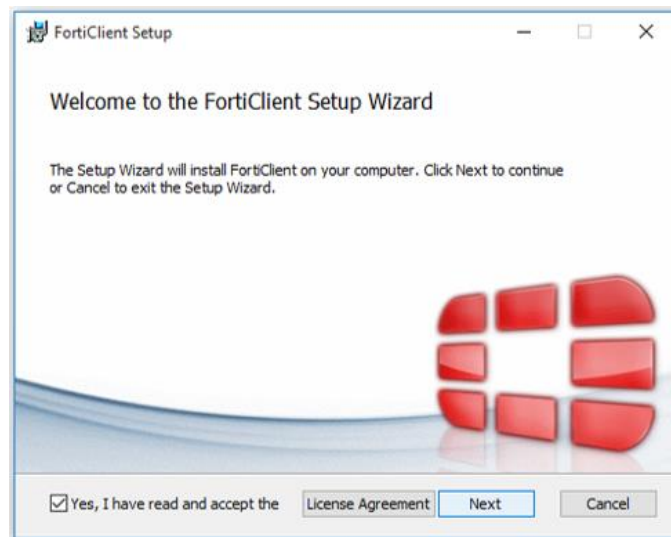 FortiClient Setup
Welcome to the FortiClient Setup Wizard
The Setup Wizard will install FortiClient on your computer. Click Next to continue
or Cancel to exit the Setup Wizard.
Yes, I have read and accept the License Agreement Next Cancel